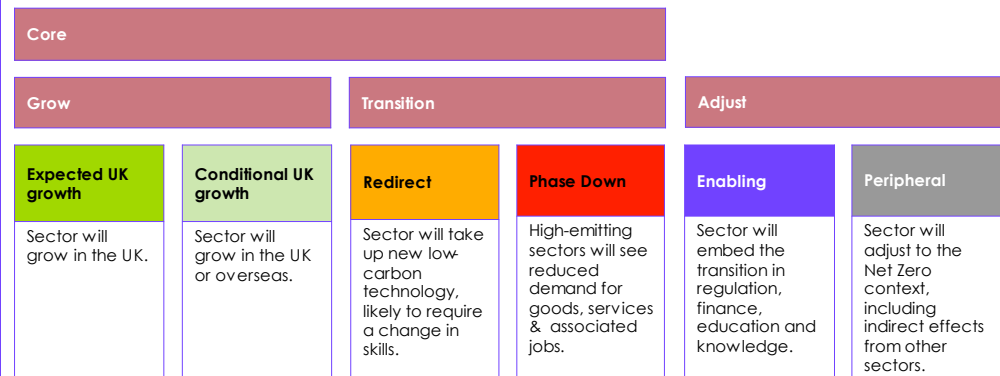 Core
Grow
Transition
Adjust
Expected UK
growth
Conditional UK
growth
Redirect
Phase Down
Enabling
Peripheral
Sector will
grow in the UK.
Sector will
grow in the UK
or overseas.
Sector will take
up new low-
carbon
technology,
likely to require
a change in
skills.
High-emitting
sectors will see
reduced
demand for
goods, services
& associated
jobs.
Sector will
embed the
transition in
regulation,
finance,
education and
knowledge.
Sector will
adjust to the
Net Zero
context,
including
indirect effects
from other
sectors.